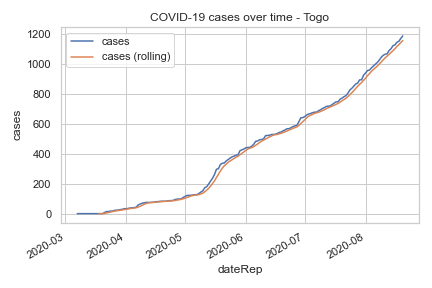 COVID-19 cases over time - Togo
cases
cases (rolling)
1200
1000
800
600
400
200
0
cases
2020-03
2020-04
2020-05
2020-06
2020-07
2020-08
dateRep